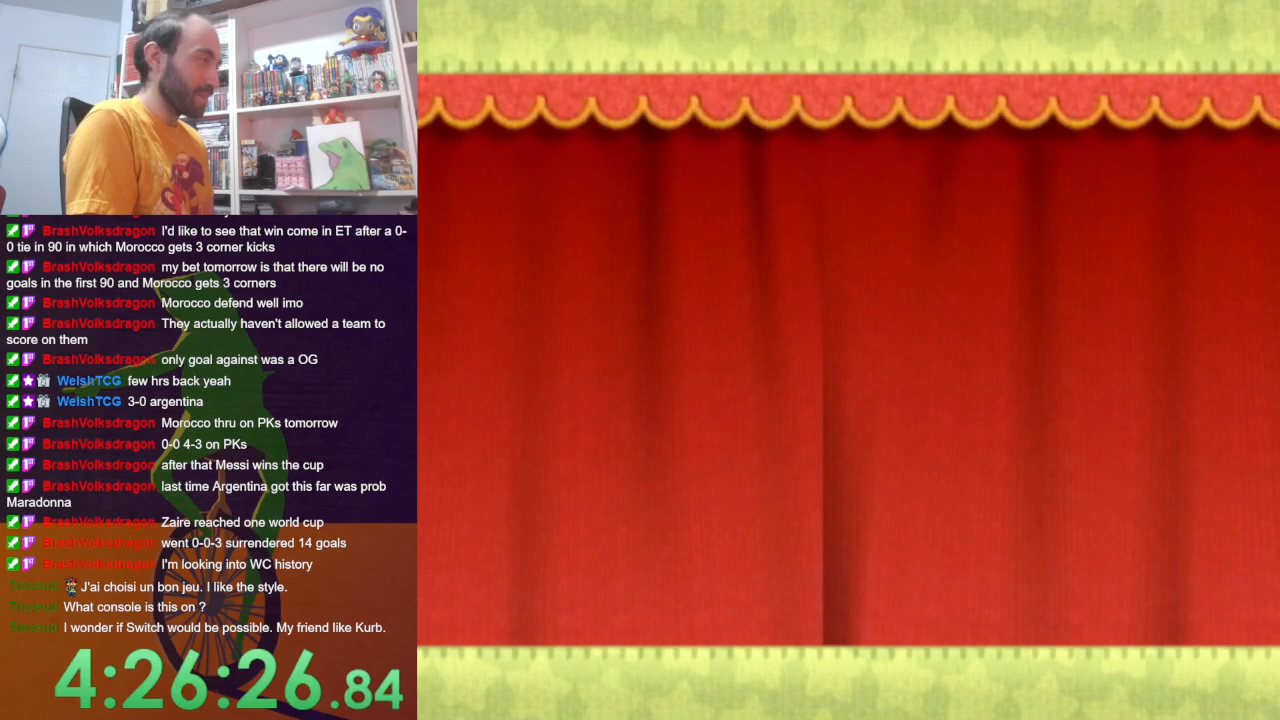 BrashVolksdragon I'd like to see that win come in ET after a 0-
0 tie in 90 in which Morocco gets 3 corner kicks
BrashVolksdragon my bet tomorrow is that there will be no
goals in the first 90 and Morocco gets 3 corners
BrashVolksdragon Morocco defend well imo
BrashVolksdragon They actually haven't allowed a team to
score on them
BrashVolksdragon only goal against was a OG
WelshTCG few hrs back yeah
WelshTCG 3-0 argentina
BrashVolksdragon Morocco thru on PKs tomorrow
BrashVolksdragon 0-0 4-3 on PKs
BrashVolksdragon after that Messi wins the cup
BrashVolksdragon last time Argentina got this far was prob
Maradonna
BrashVolksdragon Zaire reached one world cup
BrashVolksdragon went 0-0-3 surrendered 14 goals
BrashVolksdragon I'm looking into WC history
J'ai choisi un bon jeu. I like the style.
What console is this on ?
I wonder if Switch would be possible. My friend like Kurb.
4:26:26.84